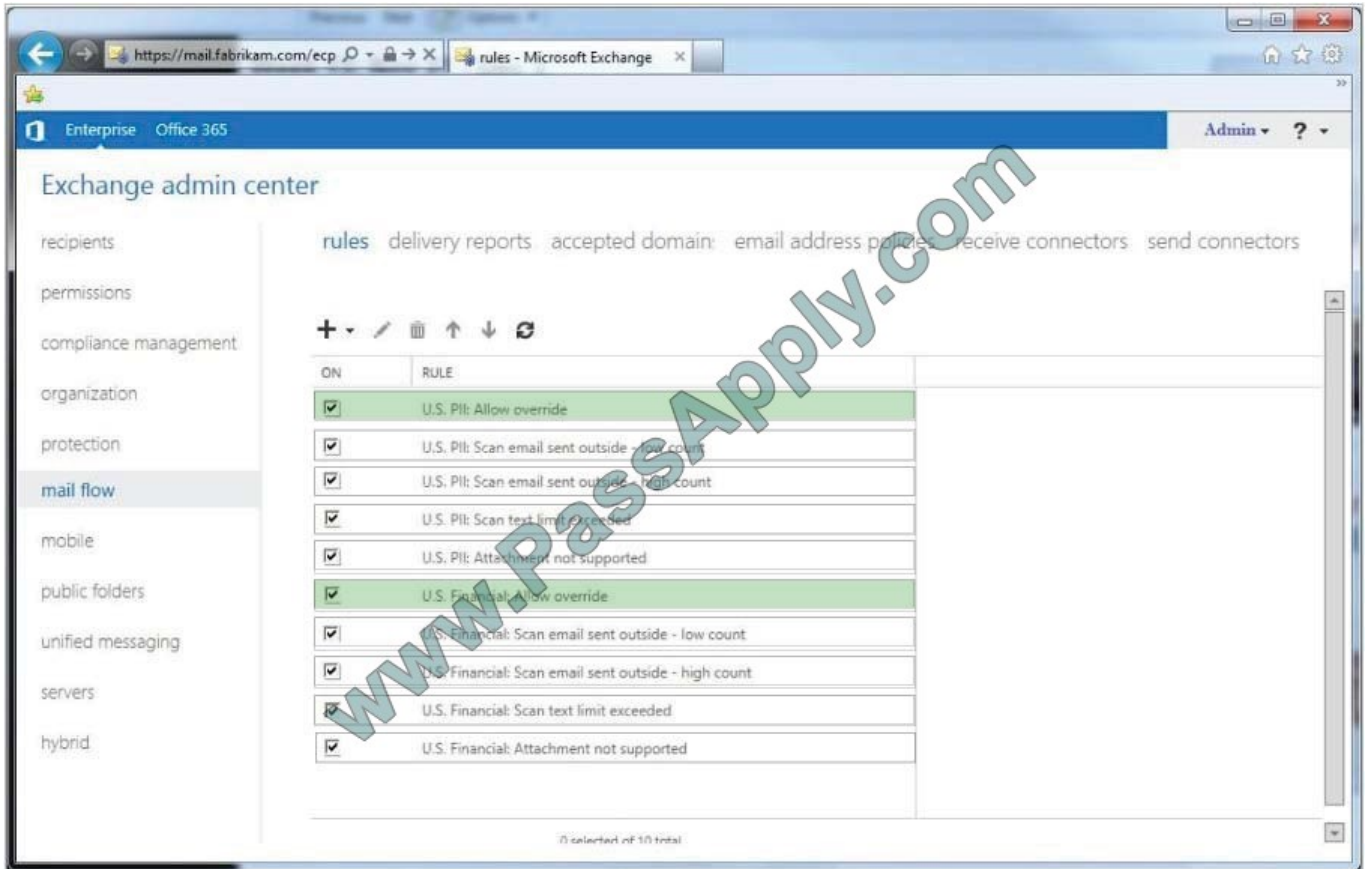 https://mail.fabrikam.com/ecp
rules - Microsoft Exchange
Enterprise Office 365
Admin ?
Exchange admin center
recipients
permissions
compliance management
organization
protection
mail flow
mobile
public folders
unified messaging
servers
hybrid
rules delivery reports accepted domain: email address policies receive connectors send connectors
ON RULE
U.S. PII: Allow override
U.S. PII: Scan email sent outside - low count
U.S. PII: Scan email sent outside - high count
U.S. PII: Scan text limit exceeded
U.S. PII: Attachment not supported
U.S. Financial: Allow override
U.S. Financial: Scan email sent outside - low count
U.S. Financial: Scan email sent outside - high count
U.S. Financial: Scan text limit exceeded
U.S. Financial: Attachment not supported
0 selected of 10 total
www.PassApply.com